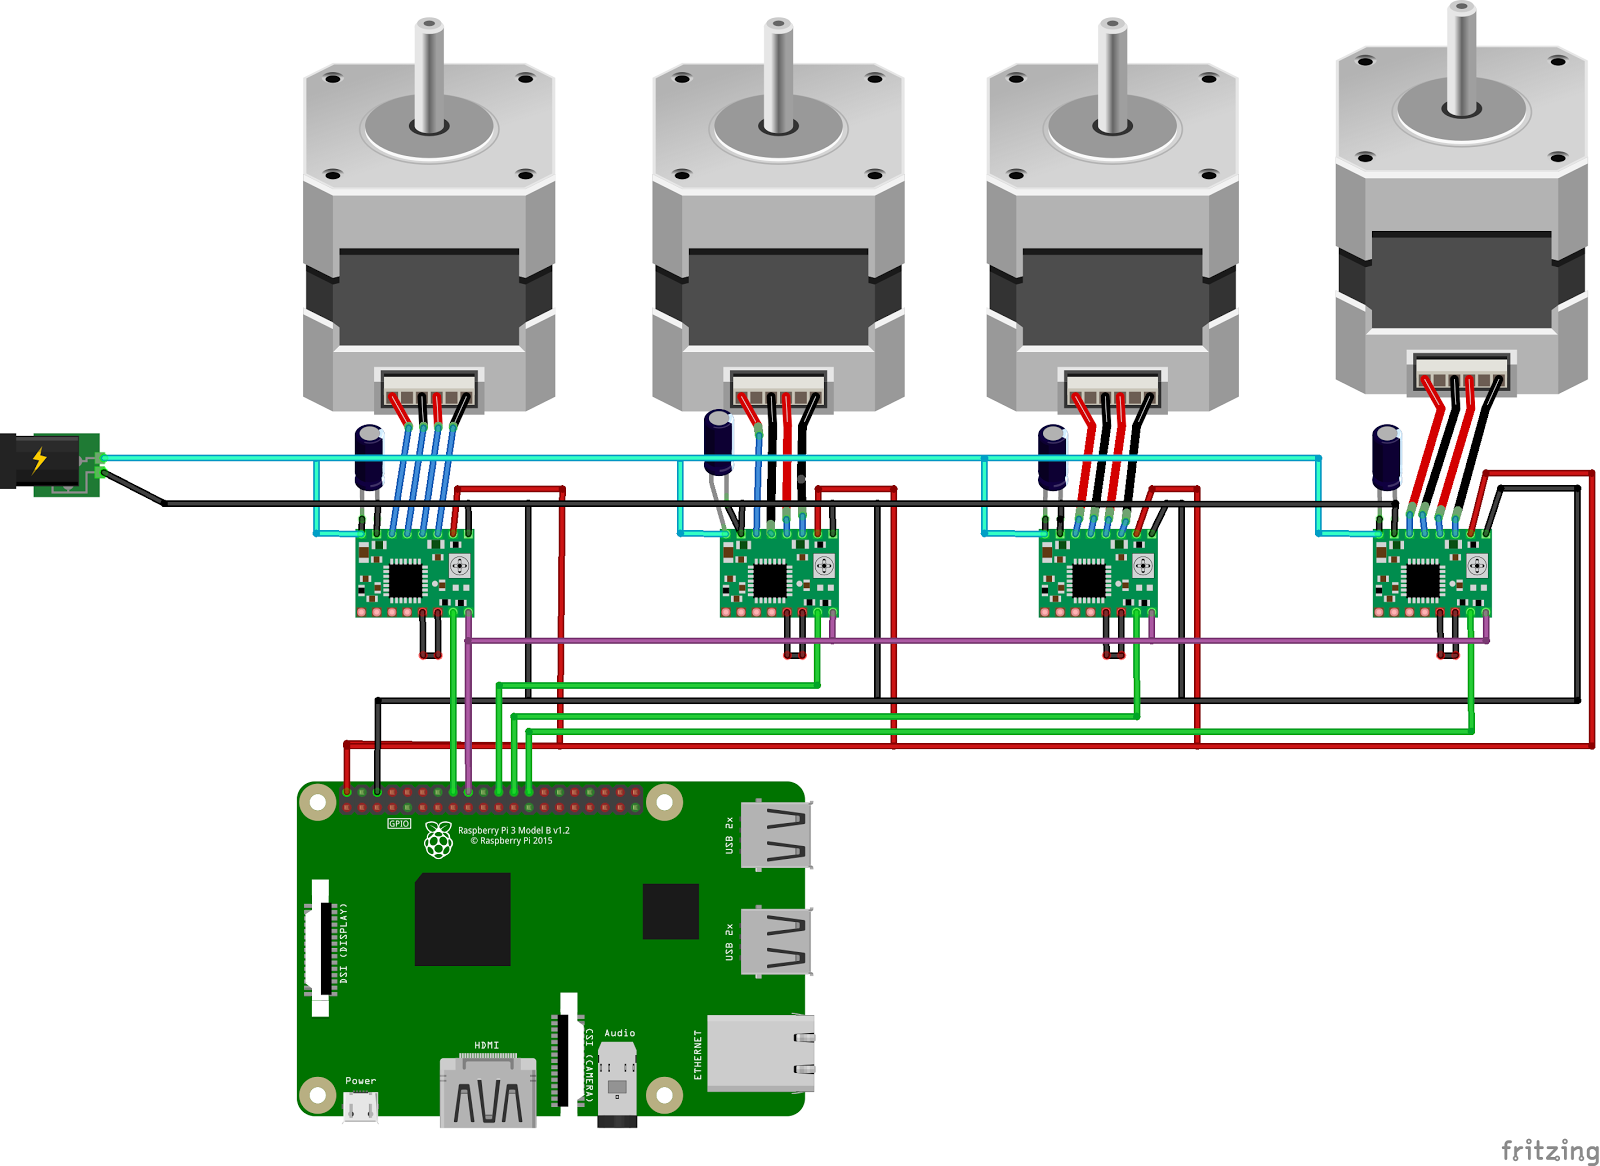 GPIO
Raspberry Pi 3 Model B v1.2
© Raspberry Pi 2015
USB 2x
DSI (DISPLAY)
USB 2x
CSI (CAMERA)
Audio
ETHERNET
HDMI
Power
fritzing